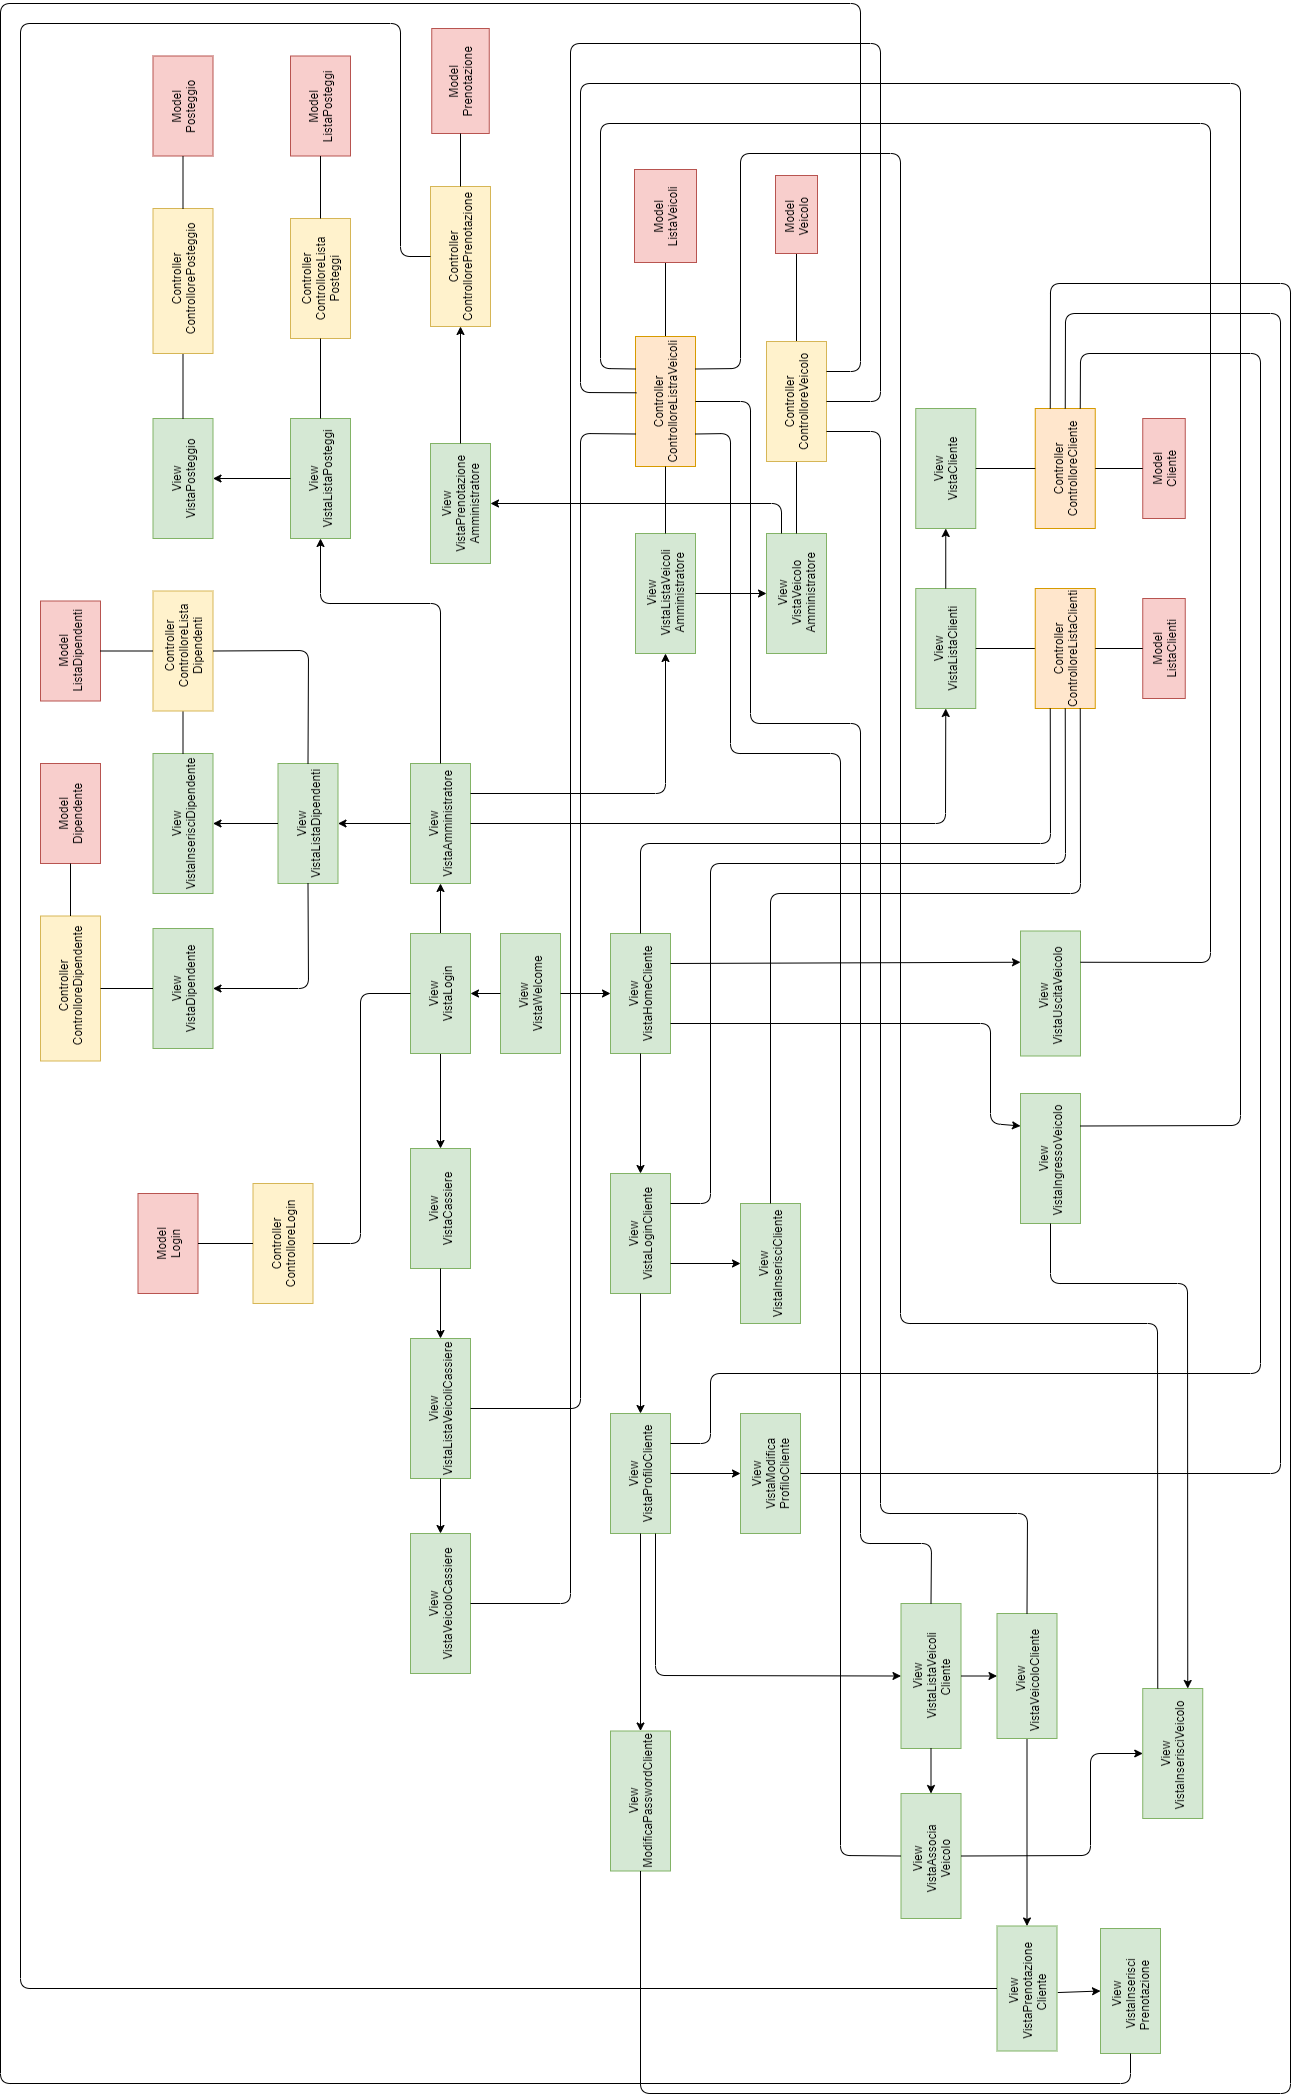 Model
Posteggio
Model
ListaPosteggi
Model
Prenotazione
Controller
ControllorePosteggio
Controller
ControlloreLista
Posteggi
Controller
ControllorePrenotazione
Model
ListaVeicoli
Model
Veicolo
Controller
ControlloreListraVeicoli
Controller
ControlloreVeicolo
View
VistaPosteggio
View
VistaListaPosteggi
View
VistaPrenotazione
Amministratore
View
VistaCliente
Controller
ControlloreCliente
Model
Cliente
View
VistaListaVeicoli
Amministratore
View
VistaVeicolo
Amministratore
Model
ListaDipendenti
Controller
ControlloreLista
Dipendenti
View
VistaListaClienti
Controller
ControlloreListaClienti
Model
ListaClienti
Model
Dipendente
View
VistaInserisciDipendente
View
VistaListaDipendenti
View
VistaAmministratore
Controller
ControlloreDipendente
View
VistaDipendente
View
VistaLogin
View
VistaWelcome
View
VistaHomeCliente
View
VistaUscitaVeicolo
View
VistaIngressoVeicolo
Model
Login
Controller
ControlloreLogin
View
VistaCassiere
View
VistaLoginCliente
View
VistaInserisciCliente
View
VistaListaVeicoliCassiere
View
VistaProfiloCliente
View
VistaModifica
ProfiloCliente
View
VistaVeicoloCassiere
View
VistaListaVeicoli
Cliente
View
VistaVeicoloCliente
View
VistaInserisciVeicolo
View
ModificaPasswordCliente
View
VistaAssocia
Veicolo
View
VistaPrenotazione
Cliente
View
VistaInserisci
Prenotazione